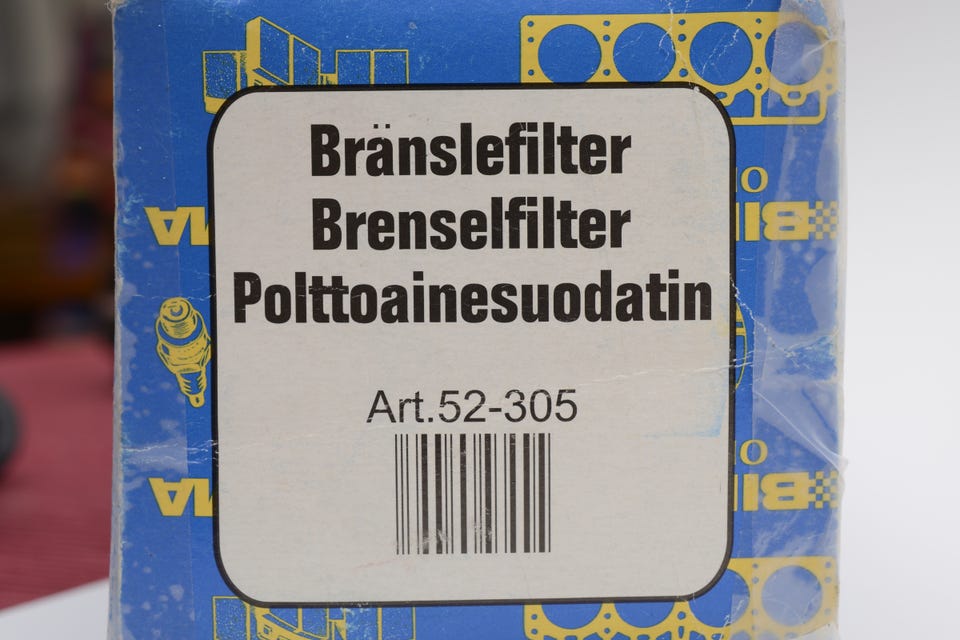 Bränslefilter
Brenselfilter
Polttoainesuodatin
Art.52-305